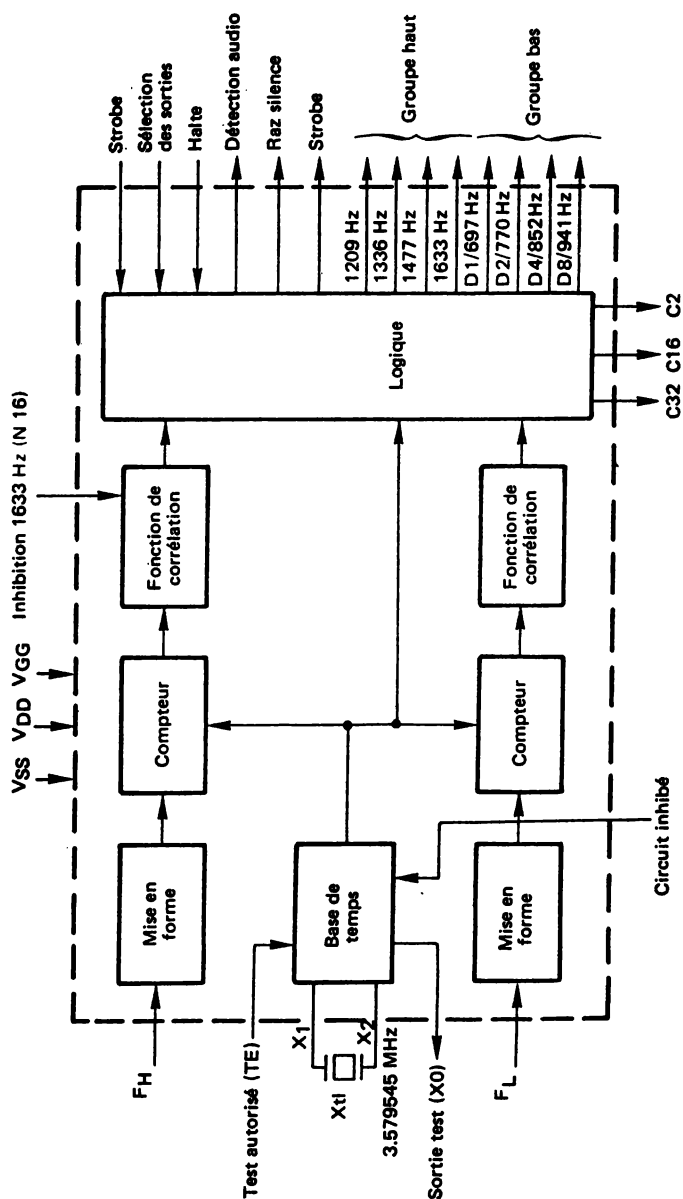 VSS
VDD
VGG
Inhibition 1633 Hz (N 16)
Strobe
Sélection
des sorties
Halte
Détection audio
Raz silence
Strobe
FH
Mise en
forme
Compteur
Fonction de
corrélation
Logique
1209 Hz
1336 Hz
1477 Hz
1633 Hz
D1/697 Hz
D2/770 Hz
D4/852Hz
D8/941 Hz
Groupe haut
Groupe bas
Test autorisé (TE)
X1
Xtl
X2
3.579545 MHz
Base de
temps
Sortie test (XO)
FL
Mise en
forme
Compteur
Fonction de
corrélation
Circuit inhibé
C32
C16
C2